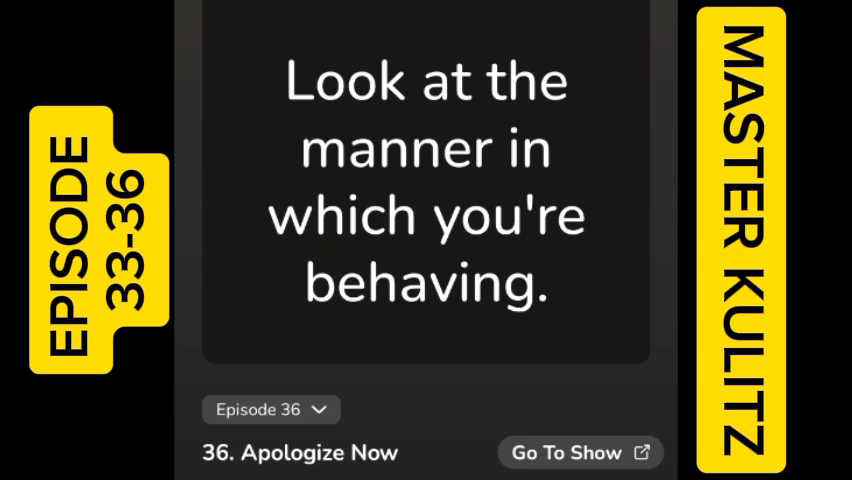 EPISODE
33-36
Look at the
manner in
which you're
behaving.
Episode 36
36. Apologize Now
Go To Show
MASTER KULITZ